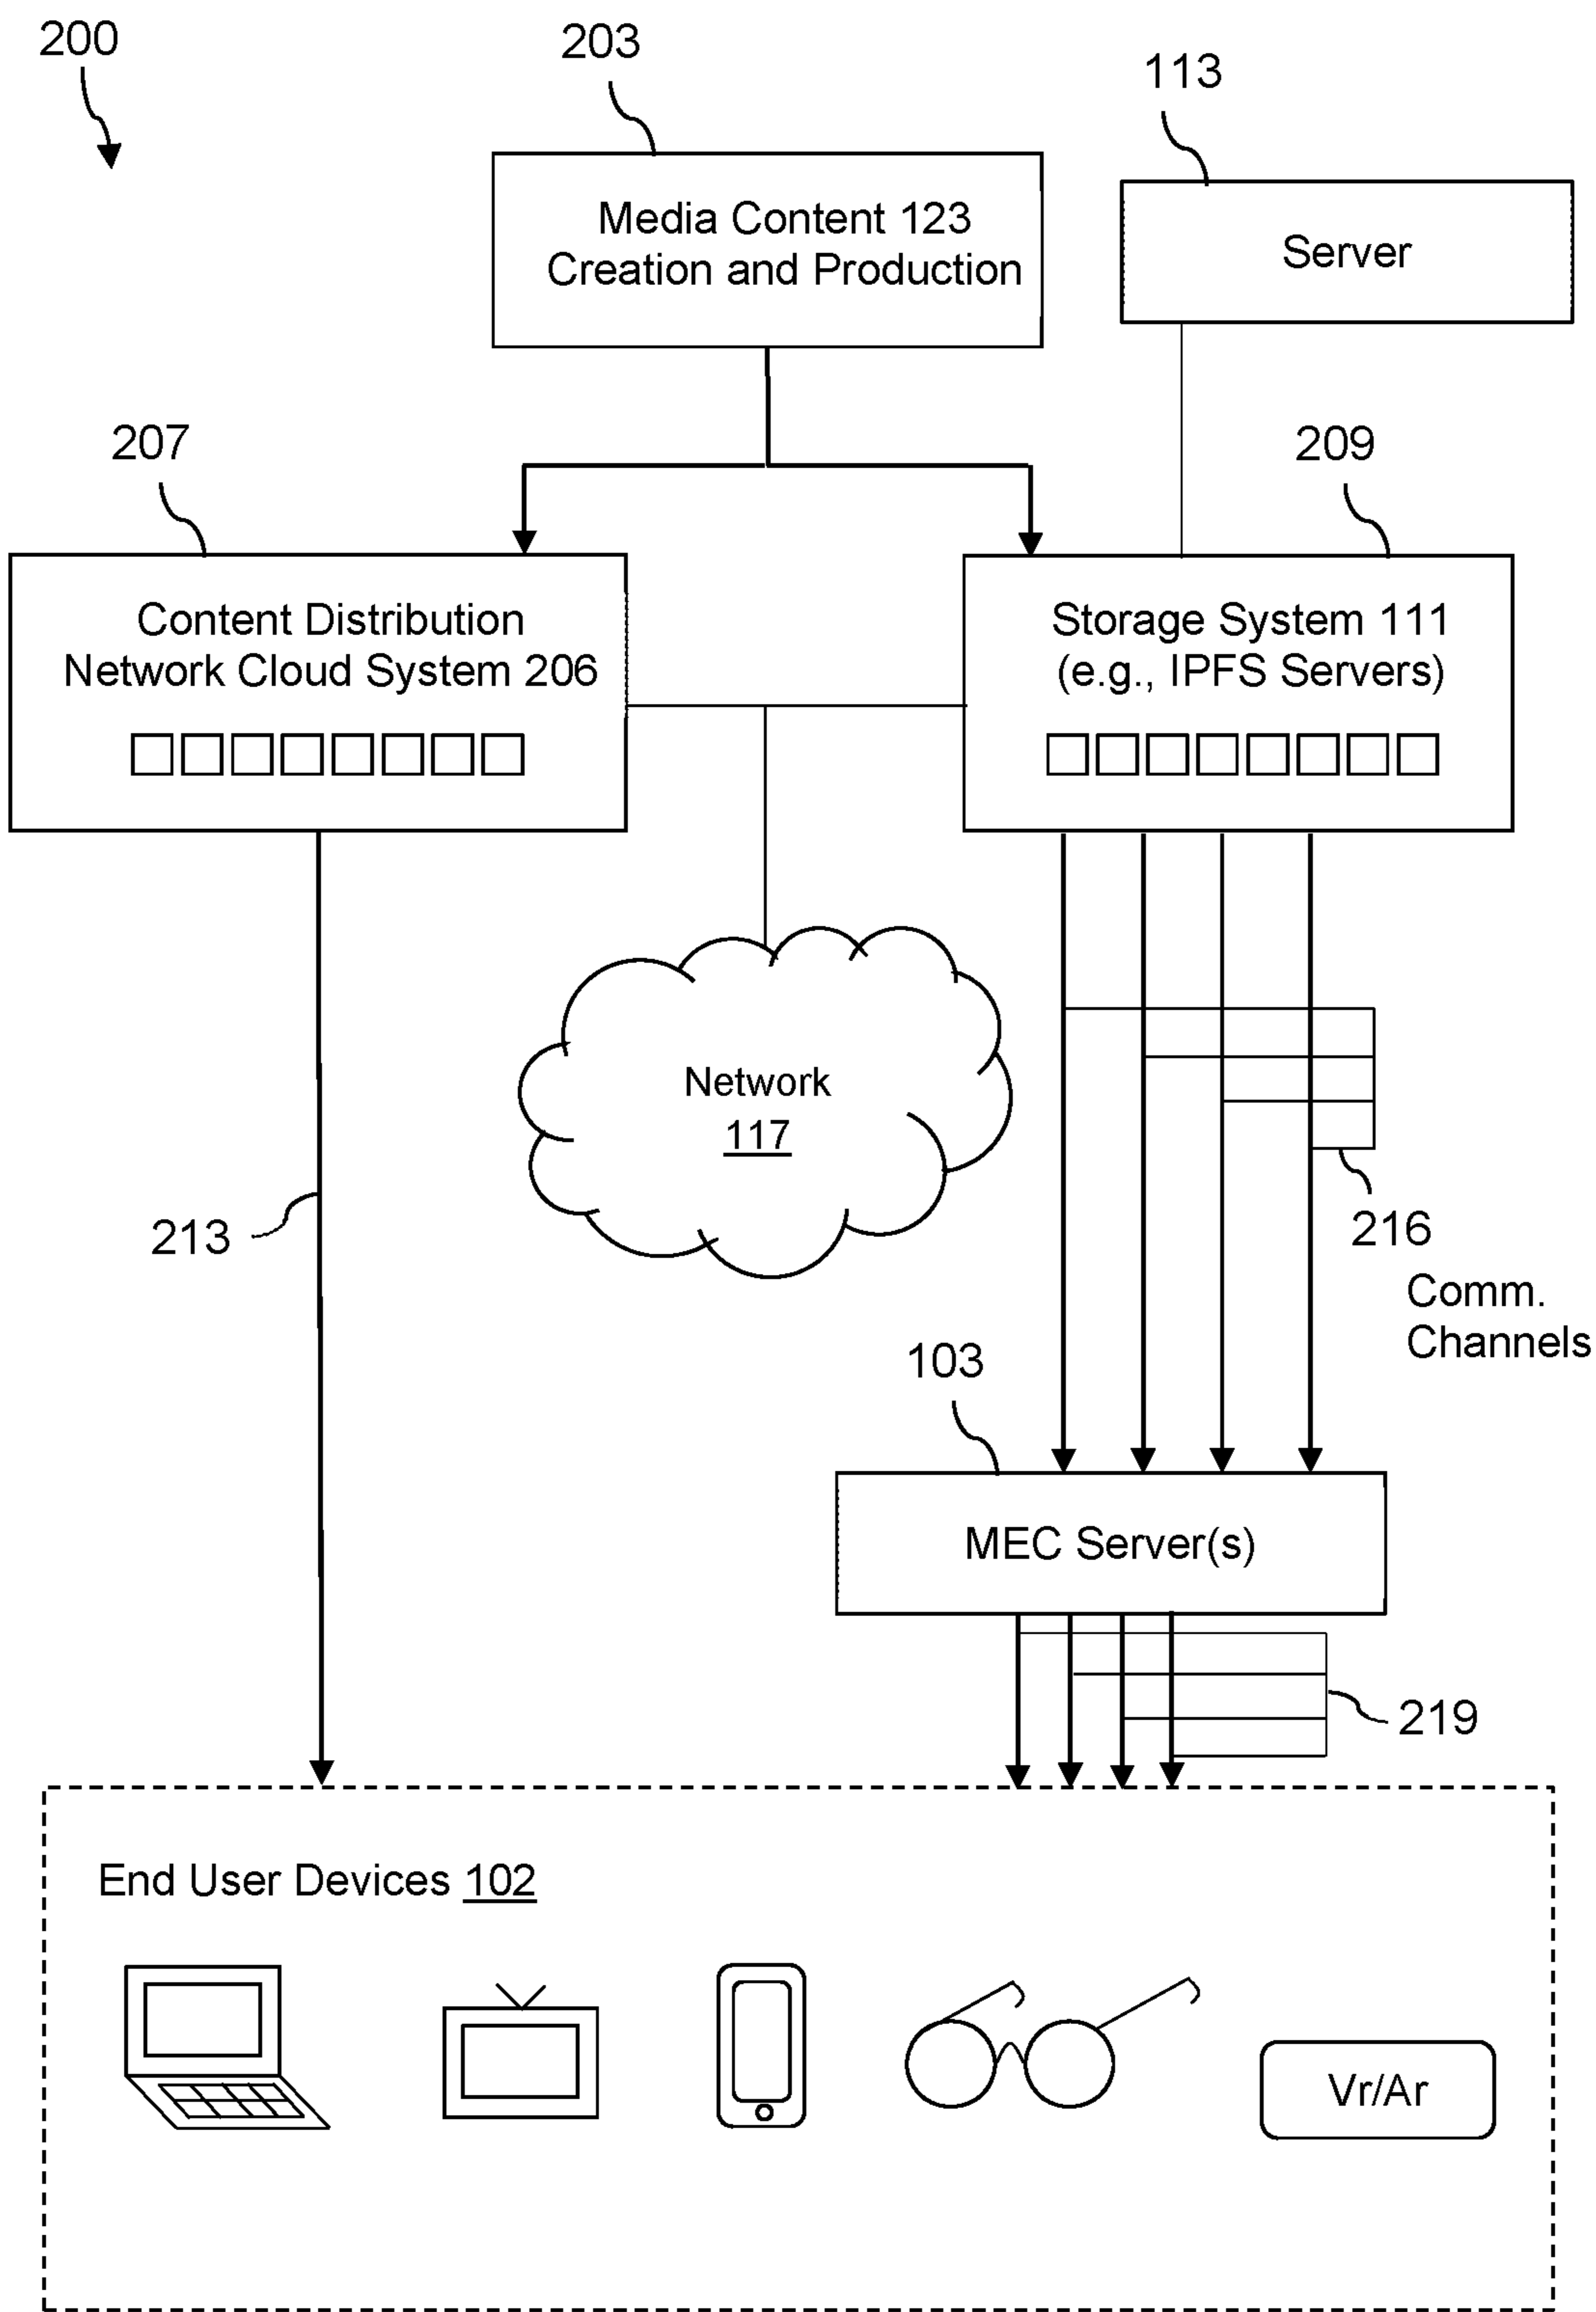 200
203
113
Media Content 123
Creation and Production
Server
207
209
Content Distribution
Network Cloud System 206
Storage System 111
(e.g., IPFS Servers)
Network
117
213
216
Comm.
Channels
103
MEC Server(s)
219
End User Devices 102
Vr/Ar